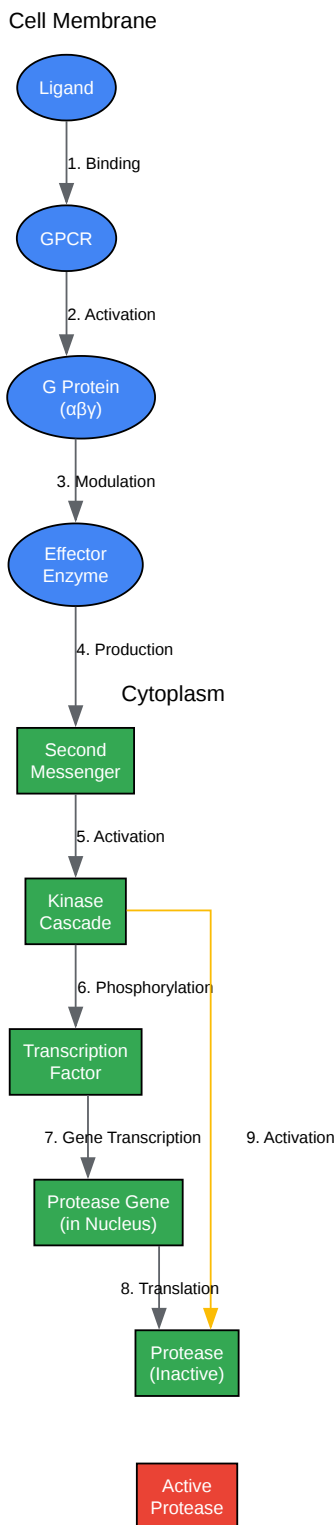 Cell Membrane
Ligand
1. Binding
GPCR
2. Activation
G Protein
(αβγ)
3. Modulation
Effector
Enzyme
4. Production
Cytoplasm
Second
Messenger
5. Activation
Kinase
Cascade
6. Phosphorylation
Transcription
Factor
7. Gene Transcription
9. Activation
Protease Gene
(in Nucleus)
8. Translation
Protease
(Inactive)
Active
Protease